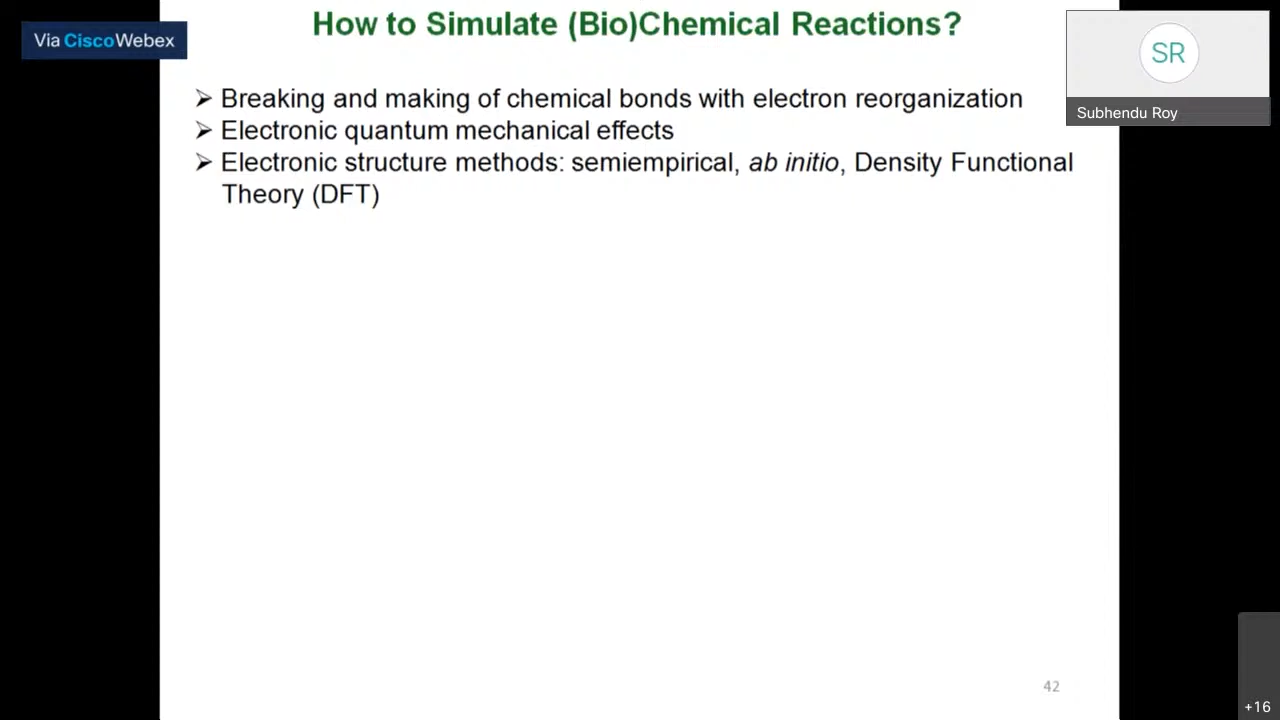 How to Simulate (Bio)Chemical Reactions?
Via CiscoWebex
SR
Subhendu Roy
➤ Breaking and making of chemical bonds with electron reorganization
➤ Electronic quantum mechanical effects
➤ Electronic structure methods: semiempirical, ab initio, Density Functional
Theory (DFT)
42
+16